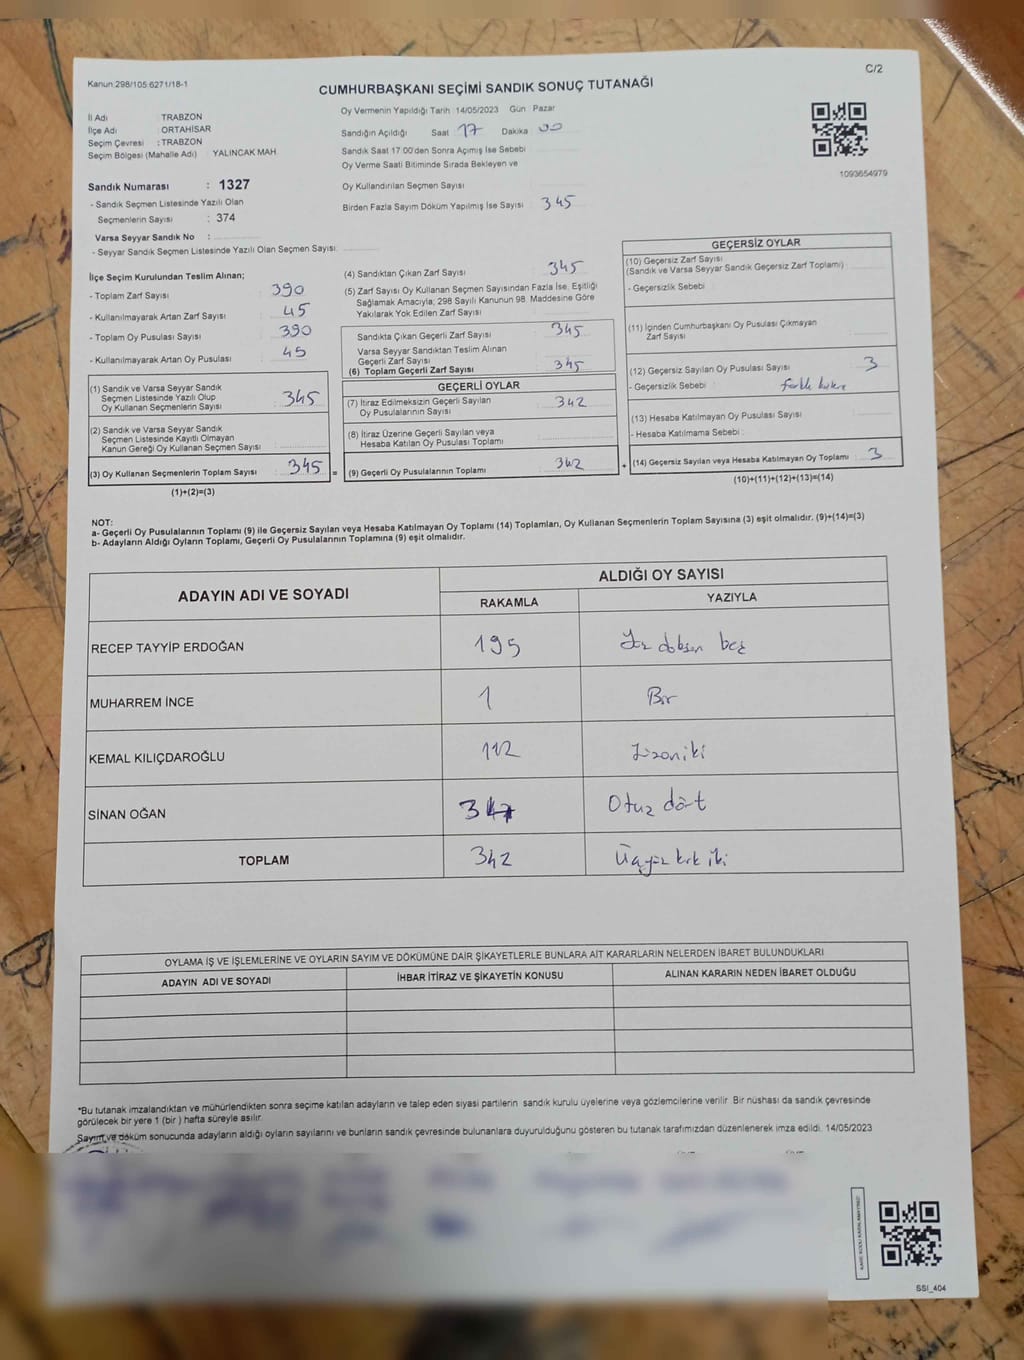 C/2
Kanun 298/105 6271/18-1
CUMHURBAŞKANI SEÇİMİ SANDIK SONUÇ TUTANAĞI
İl Adı : TRABZON
İlçe Adı : ORTAHİSAR
Seçim Çevresi : TRABZON
Seçim Bölgesi (Mahalle Adı) YALINCAK MAH.
Oy Vermenin Yapıldığı Tarih 14/05/2023 Gün Pazar
Sandığın Açıldığı Saat 17 Dakika 00
Sandık Saat 17:00'den Sonra Açmış İse Sebebi
Oy Verme Saati Bitiminde Sırada Bekleyen ve
Oy Kullandırılan Seçmen Sayısı
Birden Fazla Sayım Döküm Yapılmış İse Sayısı 345
1093654979
Sandık Numarası : 1327
- Sandık Seçmen Listesinde Yazılı Olan
Seçmenlerin Sayısı : 374
Varsa Seyyar Sandık No :
- Seyyar Sandık Seçmen Listesinde Yazılı Olan Seçmen Sayısı:
İlçe Seçim Kurulundan Teslim Alınan;
- Toplam Zarf Sayısı 390
- Kullanılmayarak Artan Zarf Sayısı 45
- Toplam Oy Pusulası Sayısı 390
- Kullanılmayarak Artan Oy Pusulası 45
(1) Sandık ve Varsa Seyyar Sandık
Seçmen Listesinde Yazılı Olup
Oy Kullanan Seçmenlerin Sayısı 345
(2) Sandık ve Varsa Seyyar Sandık
Seçmen Listesinde Kayıtlı Olmayan
Kanun Gereği Oy Kullanan Seçmen Sayısı
(3) Oy Kullanan Seçmenlerin Toplam Sayısı 345 =
(1)+(2)=(3)
(4) Sandıktan Çıkan Zarf Sayısı 345
(5) Zarf Sayısı Oy Kullanan Seçmen Sayısından Fazla İse, Eşitliği
Sağlamak Amacıyla; 298 Sayılı Kanunun 98. Maddesine Göre
Yakılarak Yok Edilen Zarf Sayısı
Sandıkta Çıkan Geçerli Zarf Sayısı 345
Varsa Seyyar Sandıktan Teslim Alınan
Geçerli Zarf Sayısı
(6) Toplam Geçerli Zarf Sayısı 345
GEÇERLİ OYLAR
(7) İtiraz Edilmeksizin Geçerli Sayılan
Oy Pusulalarının Sayısı 342
(8) İtiraz Üzerine Geçerli Sayılan veya
Hesaba Katılan Oy Pusulası Toplamı
(9) Geçerli Oy Pusulalarının Toplamı 342 +
GEÇERSİZ OYLAR
(10) Geçersiz Zarf Sayısı
(Sandık ve Varsa Seyyar Sandık Geçersiz Zarf Toplamı)
- Geçersizlik Sebebi
(11) İçinden Cumhurbaşkanı Oy Pusulası Çıkmayan
Zarf Sayısı
(12) Geçersiz Sayılan Oy Pusulası Sayısı 3
- Geçersizlik Sebebi
(13) Hesaba Katılmayan Oy Pusulası Sayısı
- Hesaba Katılmama Sebebi :
(14) Geçersiz Sayılan veya Hesaba Katılmayan Oy Toplamı 3
(10)+(11)+(12)+(13)=(14)
NOT:
a- Geçerli Oy Pusulalarının Toplamı (9) ile Geçersiz Sayılan veya Hesaba Katılmayan Oy Toplamı (14) Toplamları, Oy Kullanan Seçmenlerin Toplam Sayısına (3) eşit olmalıdır. (9)+(14)=(3)
b- Adayların Aldığı Oyların Toplamı, Geçerli Oy Pusulalarının Toplamına (9) eşit olmalıdır.
ADAYIN ADI VE SOYADI
ALDIĞI OY SAYISI
RAKAMLA YAZIYLA
RECEP TAYYİP ERDOĞAN 195 Yüz doksan beş
MUHARREM İNCE 1 Bir
KEMAL KILIÇDAROĞLU 112 Yüzoniki
SİNAN OĞAN 34 Otuz dört
TOPLAM 342 Üçyüz kırk iki
OYLAMA İŞ VE İŞLEMLERİNE VE OYLARIN SAYIM VE DÖKÜMÜNE DAİR ŞİKAYETLERLE BUNLARA AİT KARARLARIN NELERDEN İBARET BULUNDUKLARI
ADAYIN ADI VE SOYADI İHBAR İTİRAZ VE ŞİKAYETİN KONUSU ALINAN KARARIN NEDEN İBARET OLDUĞU
*Bu tutanak imzalandıktan ve mühürlendikten sonra seçime katılan adayların ve talep eden siyasi partilerin sandık kurulu üyelerine veya gözlemcilerine verilir. Bir nüshası da sandık çevresinde
görülecek bir yere 1 (bir) hafta süreyle asılır.
Sayım ve döküm sonucunda adayların aldığı oyların sayılarını ve bunların sandık çevresinde bulunanlara duyurulduğunu gösteren bu tutanak tarafımızdan düzenlenerek imza edildi. 14/05/2023
KARE KODU KARALAMAYINIZ!
SSI_404